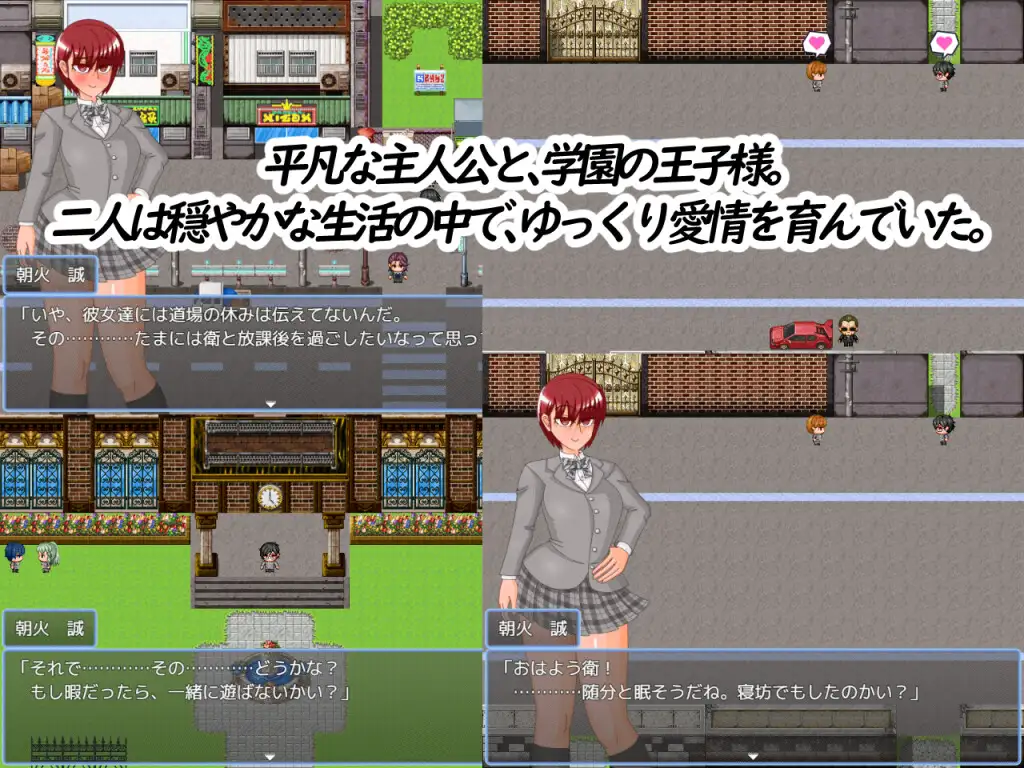 平凡な主人公と、学園の王子様。
二人は穏やかな生活の中で、ゆっくり愛情を育んでいた。
朝火　誠
「いや、彼女達には道場の休みは伝えてないんだ。
その…………たまには衛と放課後を過ごしたいなって思っ
朝火　誠
「それで…………その…………どうかな？
もし暇だったら、一緒に遊ばないかい？」
朝火　誠
「おはよう衛！
…………随分と眠そうだね。寝坊でもしたのかい？」